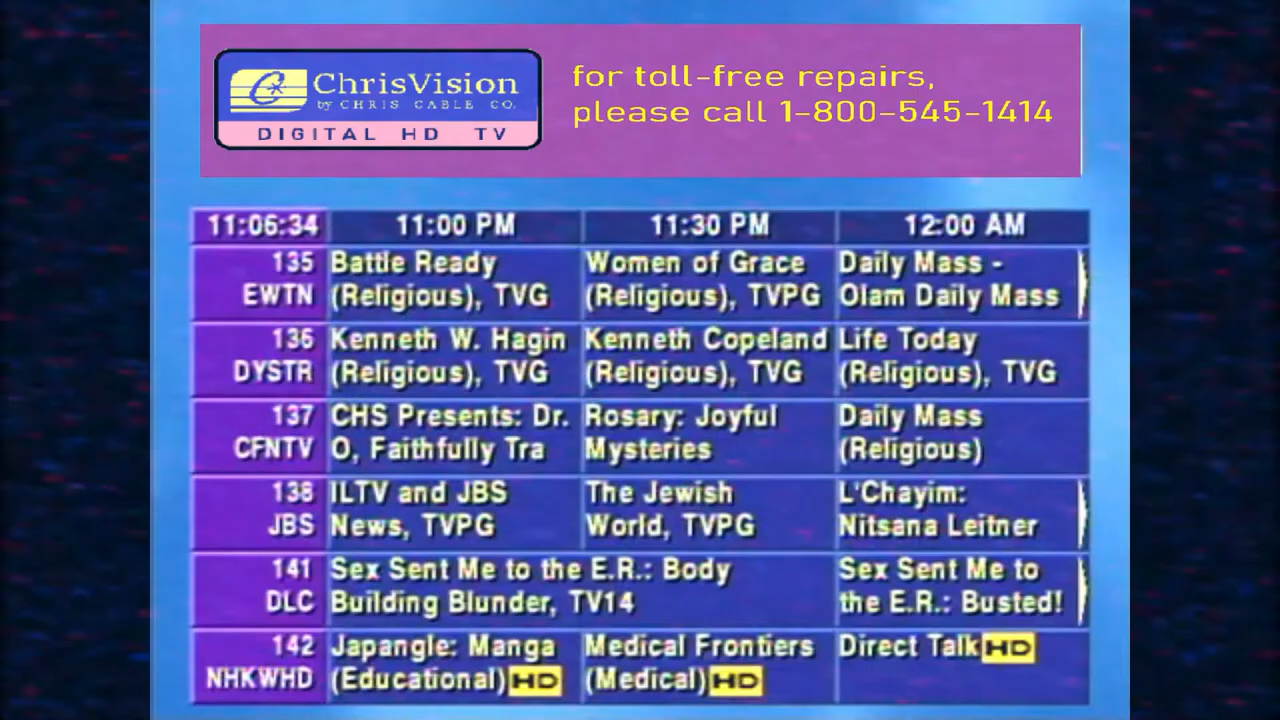 ChrisVision
by CHRIS CABLE CO.
DIGITAL HD TV
for toll-free repairs,
please call 1-800-545-1414
11:06:34 11:00 PM 11:30 PM 12:00 AM
135 Battle Ready Women of Grace Daily Mass -
EWTN (Religious), TVG (Religious), TVPG Olam Daily Mass
136 Kenneth W. Hagin Kenneth Copeland Life Today
DYSTR (Religious), TVG (Religious), TVG (Religious), TVG
137 CHS Presents: Dr. Rosary: Joyful Daily Mass
CFNTV O, Faithfully Tra Mysteries (Religious)
138 ILTV and JBS The Jewish L'Chayim:
JBS News, TVPG World, TVPG Nitsana Leitner
141 Sex Sent Me to the E.R.: Body Sex Sent Me to
DLC Building Blunder, TV14 the E.R.: Busted!
142 Japangle: Manga Medical Frontiers Direct Talk HD
NHKWHD (Educational) HD (Medical) HD